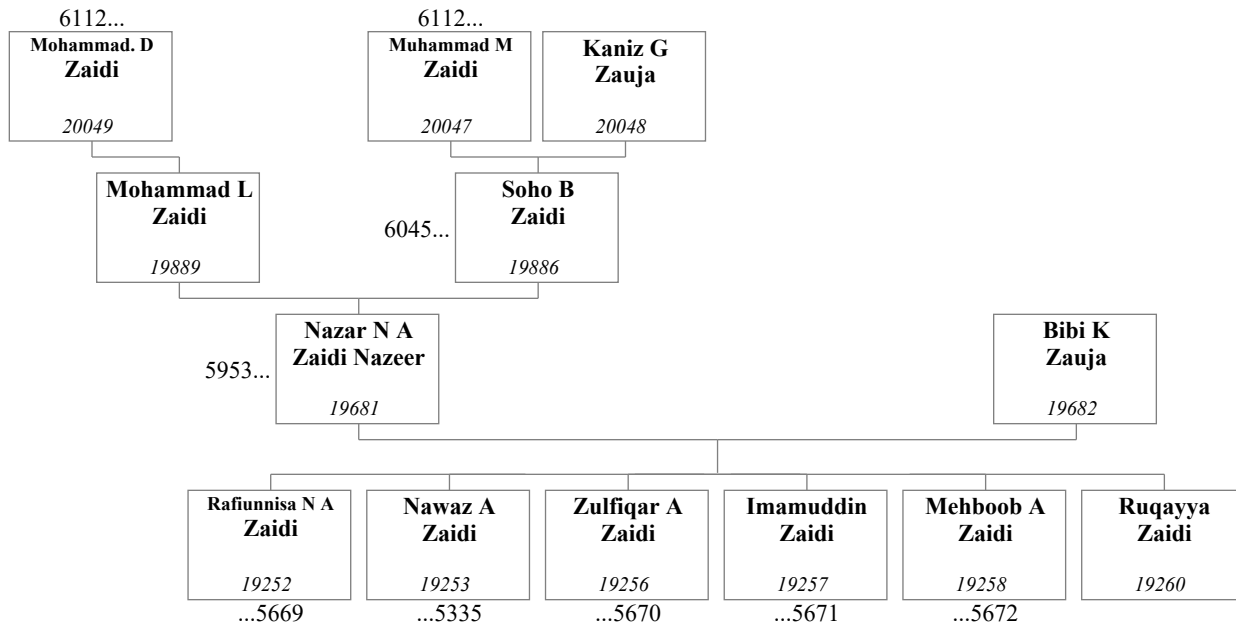 6112...
6112...
Mohammad. D
Zaidi
20049
Muhammad M
Zaidi
20047
Kaniz G
Zauja
20048
Mohammad L
Zaidi
19889
6045...
Soho B
Zaidi
19886
5953...
Nazar N A
Zaidi Nazeer
19681
Bibi K
Zauja
19682
Rafiunnisa N A
Zaidi
19252
...5669
Nawaz A
Zaidi
19253
...5335
Zulfiqar A
Zaidi
19256
...5670
Imamuddin
Zaidi
19257
...5671
Mehboob A
Zaidi
19258
...5672
Ruqayya
Zaidi
19260